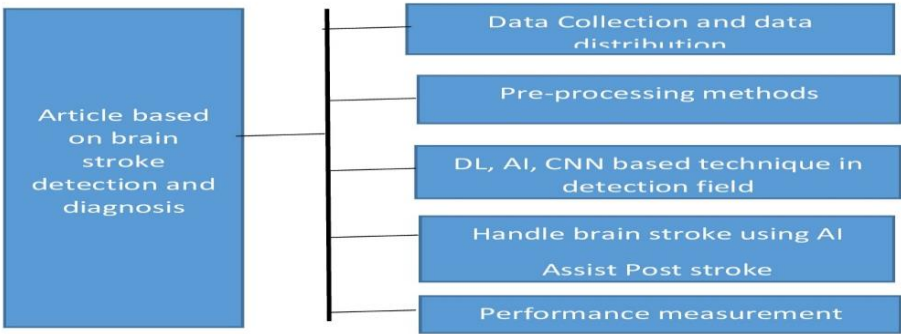 Article based
on brain
stroke
detection and
diagnosis
Data Collection and data
distribution
Pre-processing methods
DL, AI, CNN based technique in
detection field
Handle brain stroke using AI
Assist Post stroke
Performance measurement